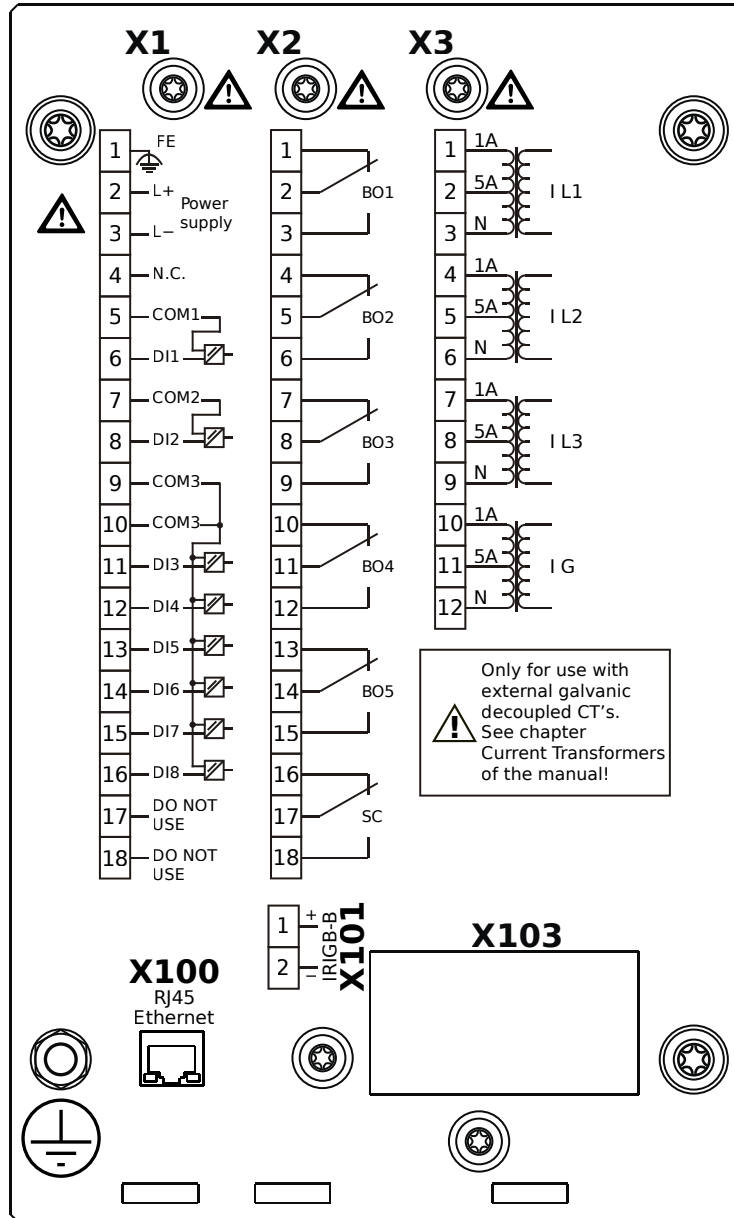 X1
X2
X3
1 FE
2 L+
Power
supply
3 L−
4 N.C.
5 COM1
6 DI1
7 COM2
8 DI2
9 COM3
10 COM3
11 DI3
12 DI4
13 DI5
14 DI6
15 DI7
16 DI8
17 DO NOT
USE
18 DO NOT
USE
1
2 BO1
3
4
5 BO2
6
7
8 BO3
9
10
11 BO4
12
13
14 BO5
15
16
17 SC
18
1 1A
2 5A I L1
3 N
4 1A
5 5A I L2
6 N
7 1A
8 5A I L3
9 N
10 1A
11 5A I G
12 N
Only for use with
external galvanic
decoupled CT’s.
See chapter
Current Transformers
of the manual!
1 +
2 −
IRIGB-B
X101
X100
RJ45
Ethernet
X103